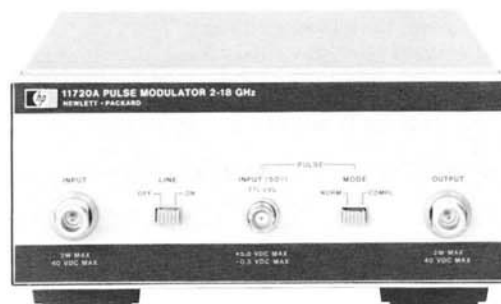 hp 11720A PULSE MODULATOR 2-18 GHz
HEWLETT • PACKARD
PULSE
INPUT LINE INPUT (50Ω) MODE OUTPUT
OFF ON TTL LVL NORM COMPL
2W MAX
40 VDC MAX
+5.0 VDC MAX
-0.5 VDC MAX
2W MAX
40 VDC MAX